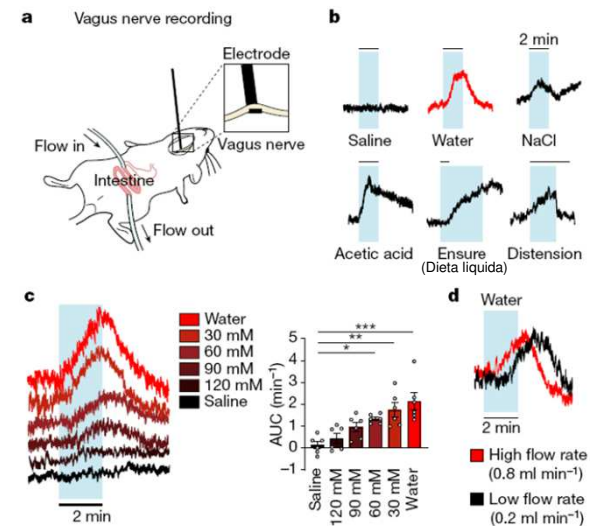 a
Vagus nerve recording
Electrode
Vagus nerve
Flow in
Intestine
Flow out
b
2 min
Saline
Water
NaCl
Acetic acid
Ensure
(Dieta liquida)
Distension
c
Water
30 mM
60 mM
90 mM
120 mM
Saline
2 min
***
**
*
AUC (min⁻¹)
5
4
3
2
1
0
–1
Saline
120 mM
90 mM
60 mM
30 mM
Water
d
Water
2 min
High flow rate
(0.8 ml min⁻¹)
Low flow rate
(0.2 ml min⁻¹)